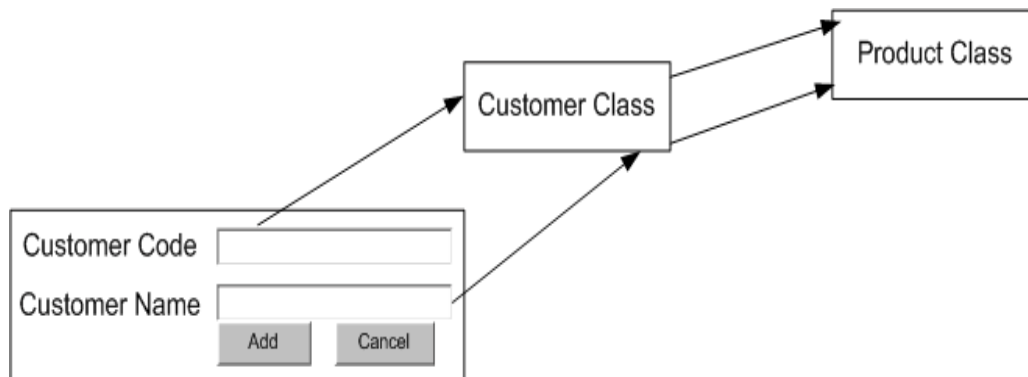 Product Class
Customer Class
Customer Code
Customer Name
Add
Cancel